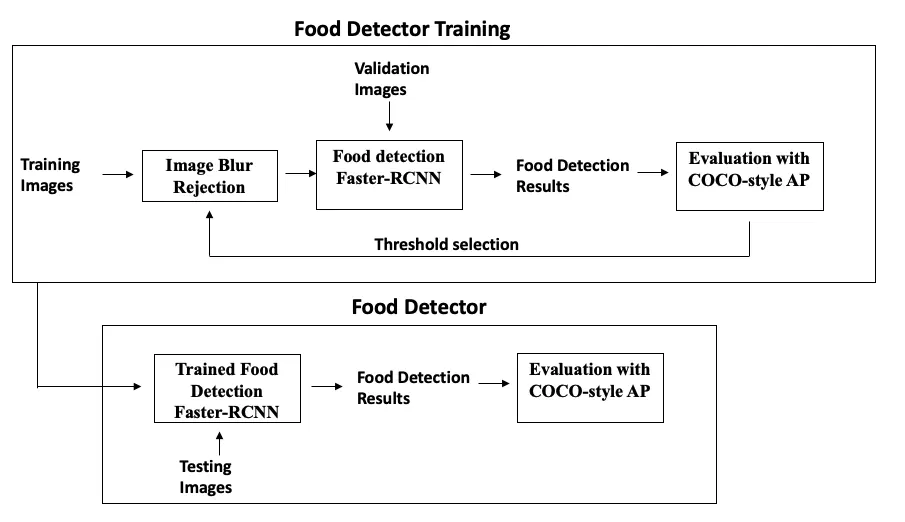 Food Detector Training
Validation
Images
Training
Images
Image Blur
Rejection
Food detection
Faster-RCNN
Food Detection
Results
Evaluation with
COCO-style AP
Threshold selection
Food Detector
Trained Food
Detection
Faster-RCNN
Food Detection
Results
Evaluation with
COCO-style AP
Testing
Images